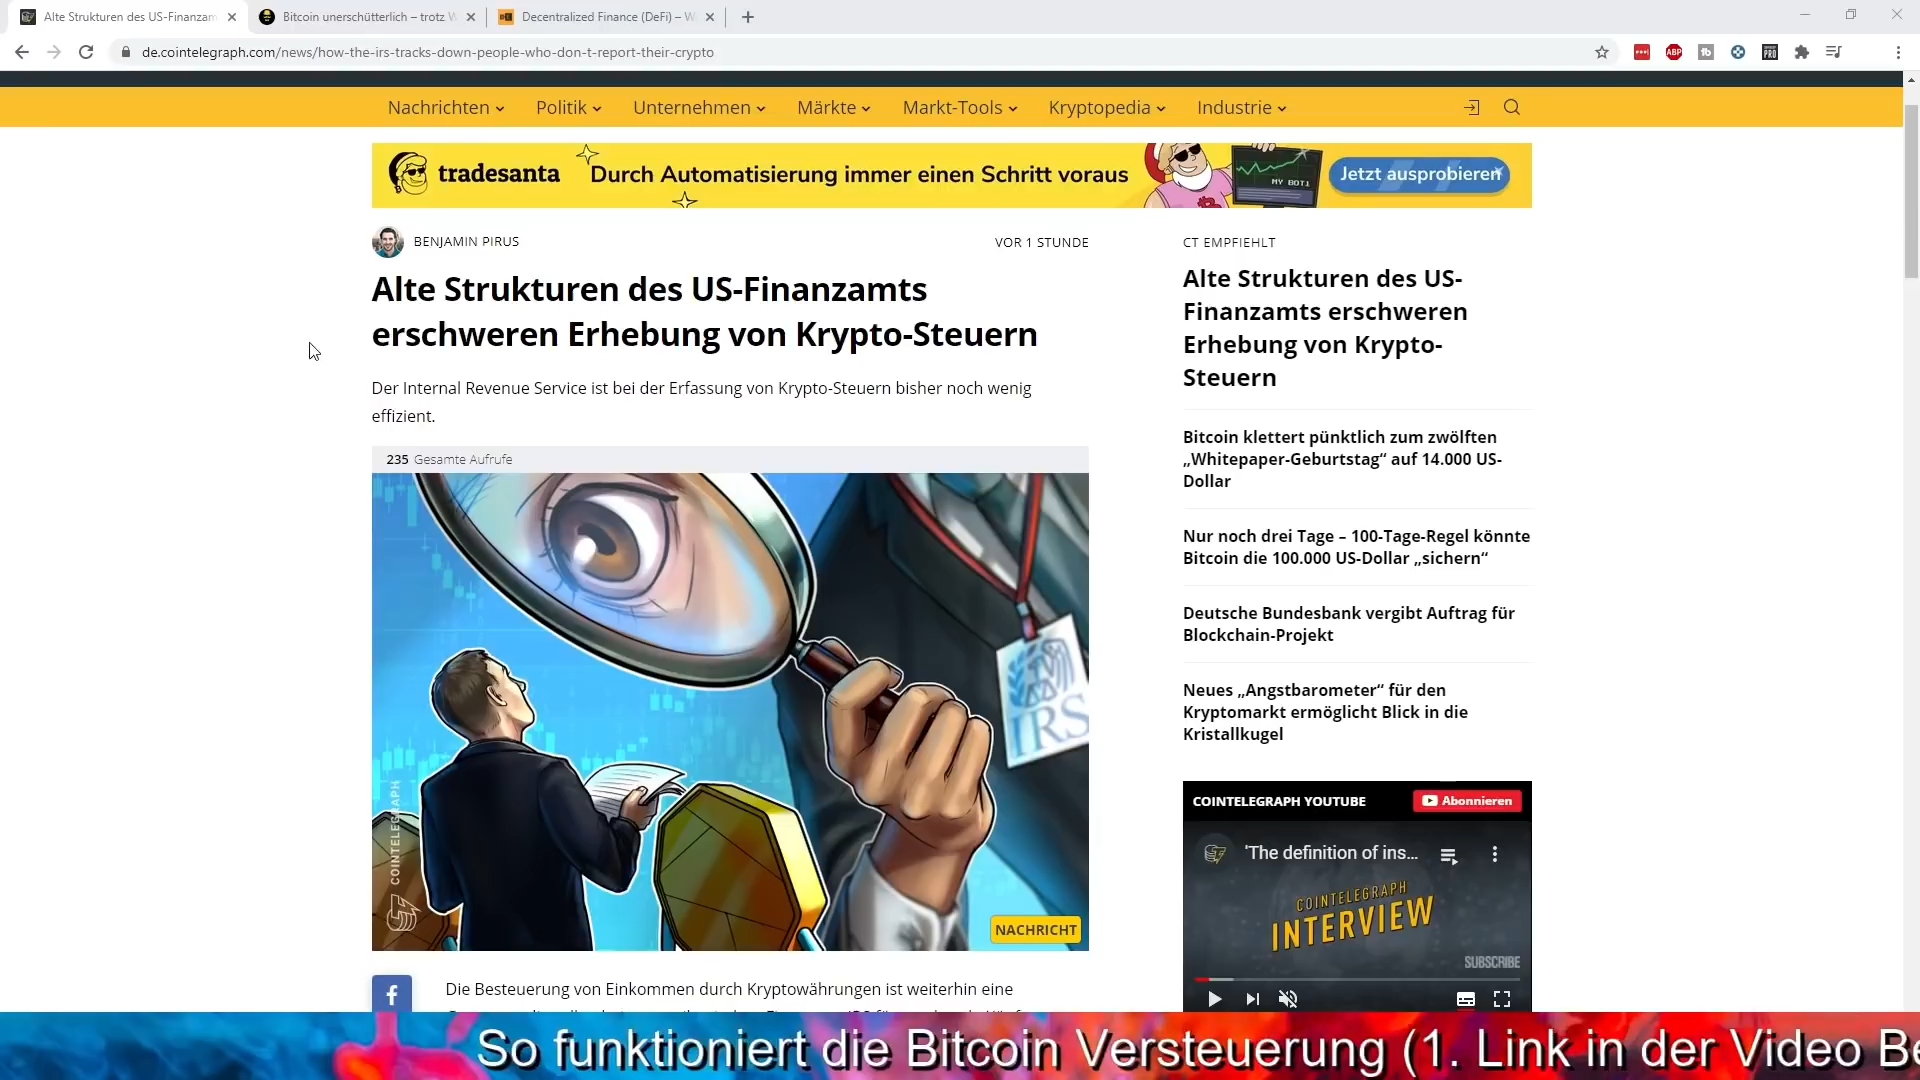 Alte Strukturen des US-Finanzam
Bitcoin unerschütterlich – trotz W
Decentralized Finance (DeFi) – W
de.cointelegraph.com/news/how-the-irs-tracks-down-people-who-don-t-report-their-crypto
ABP
PRO
Nachrichten
Politik
Unternehmen
Märkte
Markt-Tools
Kryptopedia
Industrie
tradesanta
Durch Automatisierung immer einen Schritt voraus
MY BOT1
Jetzt ausprobieren
BENJAMIN PIRUS
VOR 1 STUNDE
Alte Strukturen des US-Finanzamts
erschweren Erhebung von Krypto-Steuern
Der Internal Revenue Service ist bei der Erfassung von Krypto-Steuern bisher noch wenig
effizient.
235 Gesamte Aufrufe
IRS
COINTELEGRAPH
NACHRICHT
Die Besteuerung von Einkommen durch Kryptowährungen ist weiterhin eine
CT EMPFIEHLT
Alte Strukturen des US-
Finanzamts erschweren
Erhebung von Krypto-
Steuern
Bitcoin klettert pünktlich zum zwölften
„Whitepaper-Geburtstag“ auf 14.000 US-
Dollar
Nur noch drei Tage – 100-Tage-Regel könnte
Bitcoin die 100.000 US-Dollar „sichern“
Deutsche Bundesbank vergibt Auftrag für
Blockchain-Projekt
Neues „Angstbarometer“ für den
Kryptomarkt ermöglicht Blick in die
Kristallkugel
COINTELEGRAPH YOUTUBE
Abonnieren
'The definition of ins...
COINTELEGRAPH
INTERVIEW
SUBSCRIBE
So funktioniert die Bitcoin Versteuerung (1. Link in der Video Be